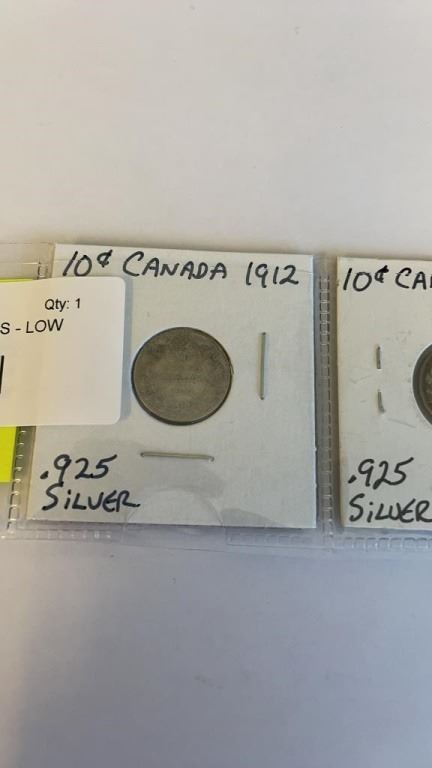 10¢ CANADA 1912
Qty: 1
S - LOW
.925
SILVER
10¢ CA
.925
SILVER